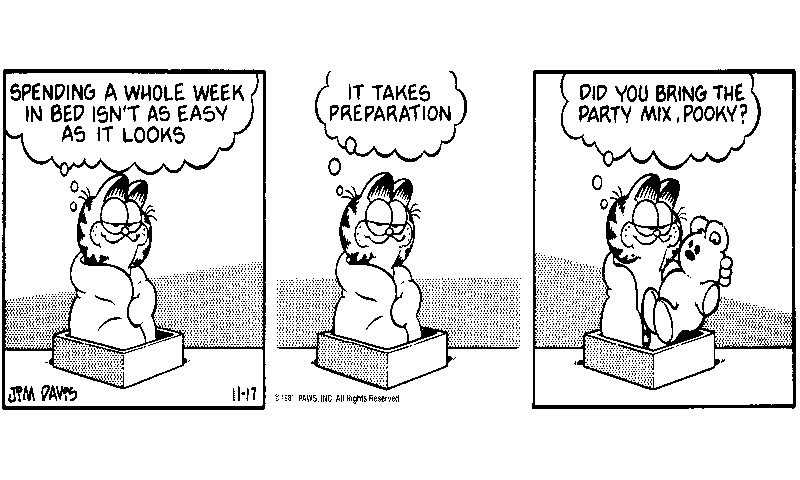 SPENDING A WHOLE WEEK
IN BED ISN'T AS EASY
AS IT LOOKS
JIM DAVIS
11-17
IT TAKES
PREPARATION
PAWS, INC. All Rights Reserved
DID YOU BRING THE
PARTY MIX, POOKY?